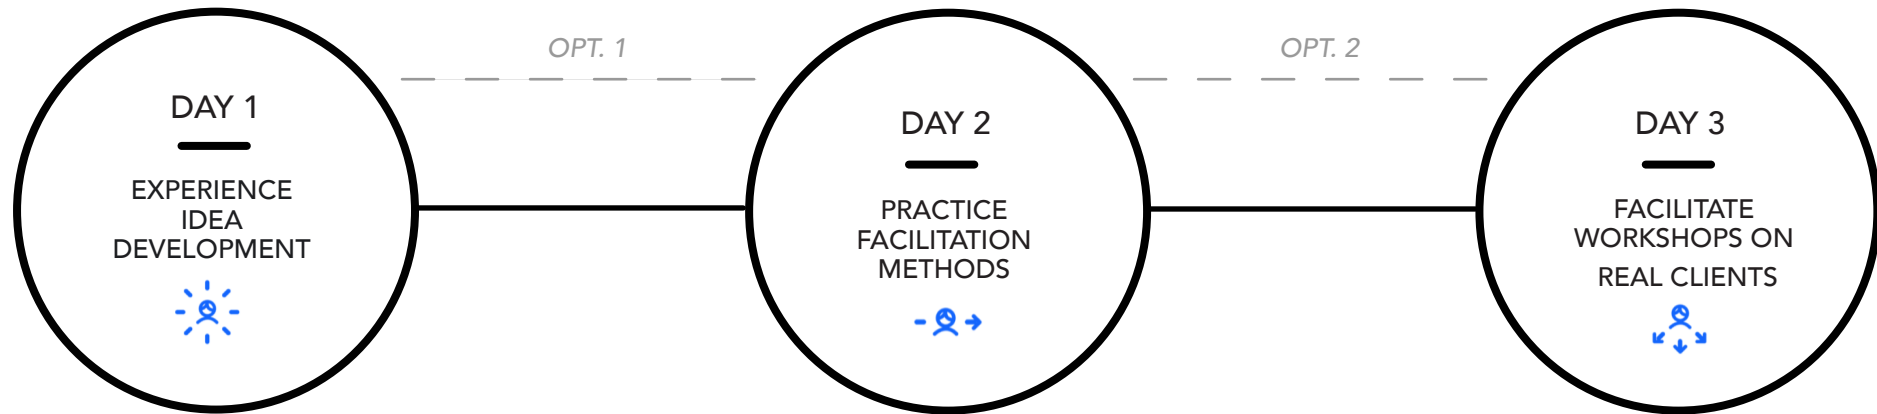 DAY 1
EXPERIENCE
IDEA
DEVELOPMENT
OPT. 1
DAY 2
PRACTICE
FACILITATION
METHODS
OPT. 2
DAY 3
FACILITATE
WORKSHOPS ON
REAL CLIENTS